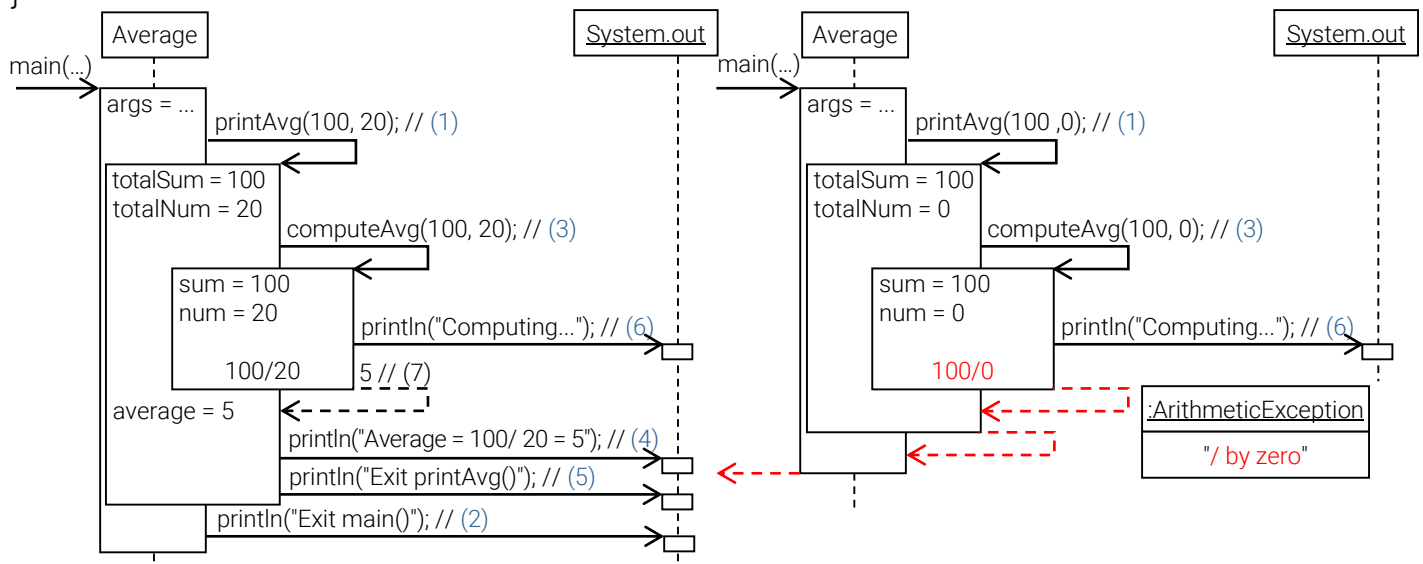 }
Average
System.out
main(...)
args = ...
printAvg(100, 20); // (1)
totalSum = 100
totalNum = 20
computeAvg(100, 20); // (3)
sum = 100
num = 20
println("Computing..."); // (6)
100/20
5 // (7)
average = 5
println("Average = 100/ 20 = 5"); // (4)
println("Exit printAvg()"); // (5)
println("Exit main()"); // (2)
Average
System.out
main(...)
args = ...
printAvg(100 ,0); // (1)
totalSum = 100
totalNum = 0
computeAvg(100, 0); // (3)
sum = 100
num = 0
println("Computing..."); // (6)
100/0
:ArithmeticException
"/ by zero"